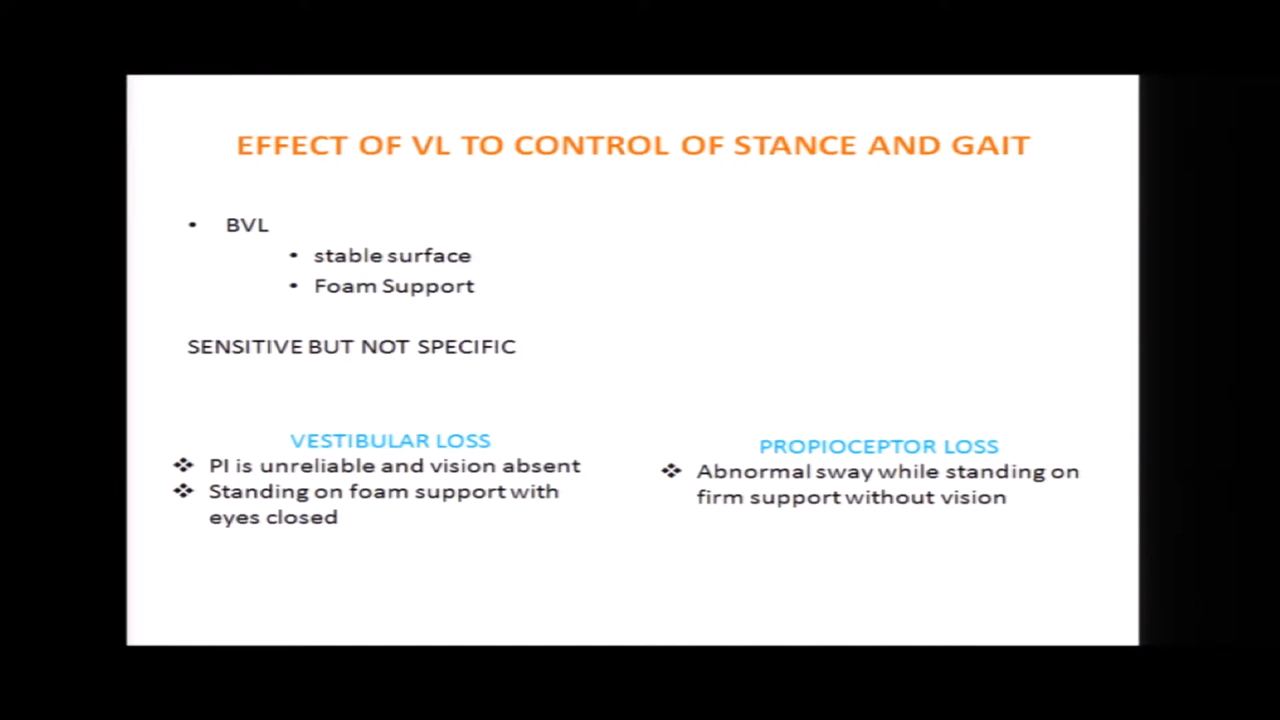 EFFECT OF VL TO CONTROL OF STANCE AND GAIT
• BVL
• stable surface
• Foam Support
SENSITIVE BUT NOT SPECIFIC
VESTIBULAR LOSS
❖ PI is unreliable and vision absent
❖ Standing on foam support with
eyes closed
PROPIOCEPTOR LOSS
❖ Abnormal sway while standing on
firm support without vision